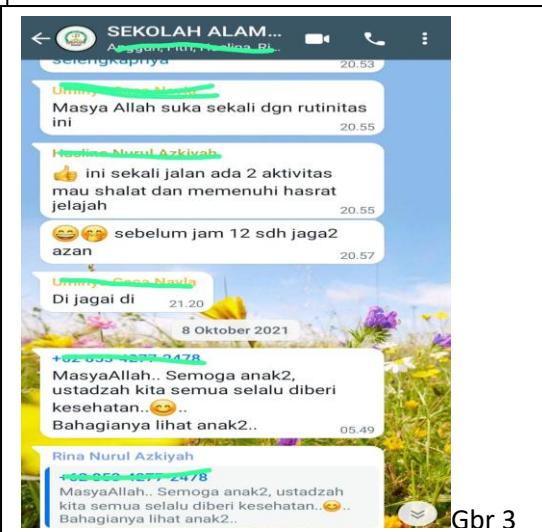 SEKOLAH ALAM...
Selengkapnya
20.53
Masya Allah suka sekali dgn rutinitas
ini
20.55
👍 ini sekali jalan ada 2 aktivitas
mau shalat dan memenuhi hasrat
jelajah
20.55
😄🤭 sebelum jam 12 sdh jaga2
azan
20.57
Di jagai di
21.20
8 Oktober 2021
MasyaAllah.. Semoga anak2,
ustadzah kita semua selalu diberi
kesehatan..😊..
Bahagianya lihat anak2..
05.49
Rina Nurul Azkiyah
MasyaAllah.. Semoga anak2, ustadzah
kita semua selalu diberi kesehatan..😊..
Bahagianya lihat anak2..
Gbr 3